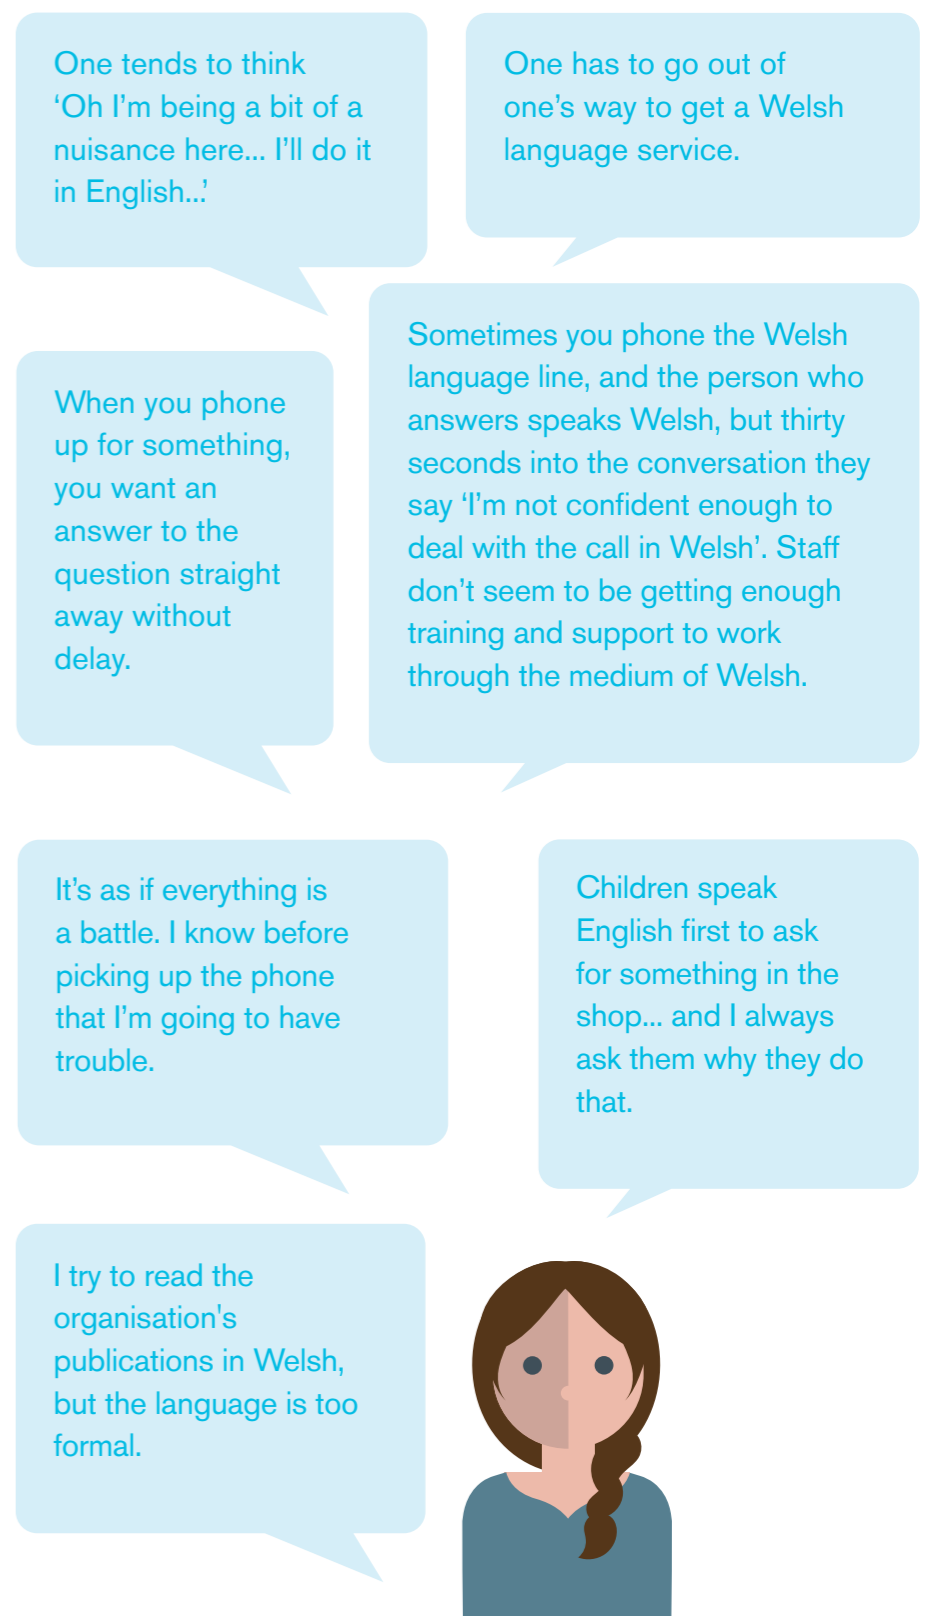 One tends to think
‘Oh I’m being a bit of a
nuisance here... I’ll do it
in English...’
One has to go out of
one’s way to get a Welsh
language service.
When you phone
up for something,
you want an
answer to the
question straight
away without
delay.
Sometimes you phone the Welsh
language line, and the person who
answers speaks Welsh, but thirty
seconds into the conversation they
say ‘I’m not confident enough to
deal with the call in Welsh’. Staff
don’t seem to be getting enough
training and support to work
through the medium of Welsh.
It’s as if everything is
a battle. I know before
picking up the phone
that I’m going to have
trouble.
Children speak
English first to ask
for something in the
shop... and I always
ask them why they do
that.
I try to read the
organisation's
publications in Welsh,
but the language is too
formal.